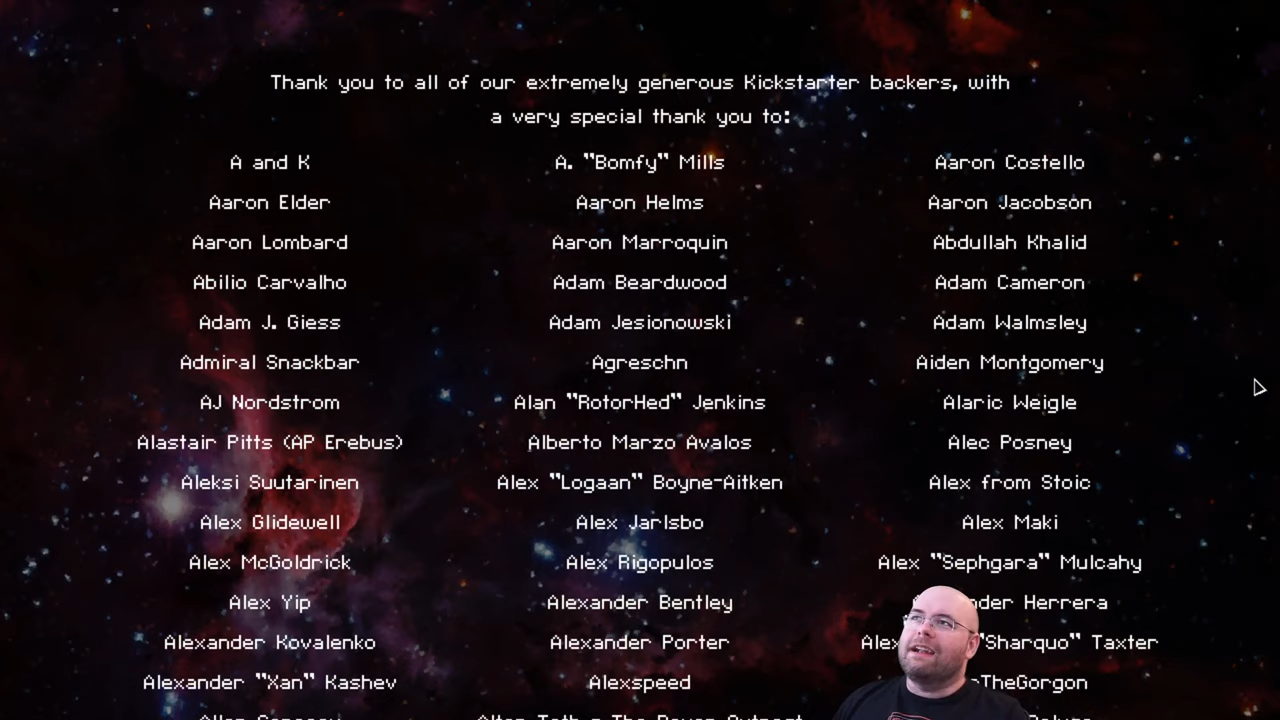 Thank you to all of our extremely generous Kickstarter backers, with
a very special thank you to:
A and K A. "Bomfy" Mills Aaron Costello
Aaron Elder Aaron Helms Aaron Jacobson
Aaron Lombard Aaron Marroquin Abdullah Khalid
Abilio Carvalho Adam Beardwood Adam Cameron
Adam J. Giess Adam Jesionowski Adam Walmsley
Admiral Snackbar Agreschn Aiden Montgomery
AJ Nordstrom Alan "RotorHed" Jenkins Alaric Weigle
Alastair Pitts (AP Erebus) Alberto Marzo Avalos Alec Posney
Aleksi Suutarinen Alex "Logaan" Boyne-Aitken Alex from Stoic
Alex Glidewell Alex Jarlsbo Alex Maki
Alex McGoldrick Alex Rigopulos Alex "Sephgara" Mulcahy
Alex Yip Alexander Bentley Herrera
Alexander Kovalenko Alexander Porter "Sharquo" Taxter
Alexander "Xan" Kashev Alexspeed